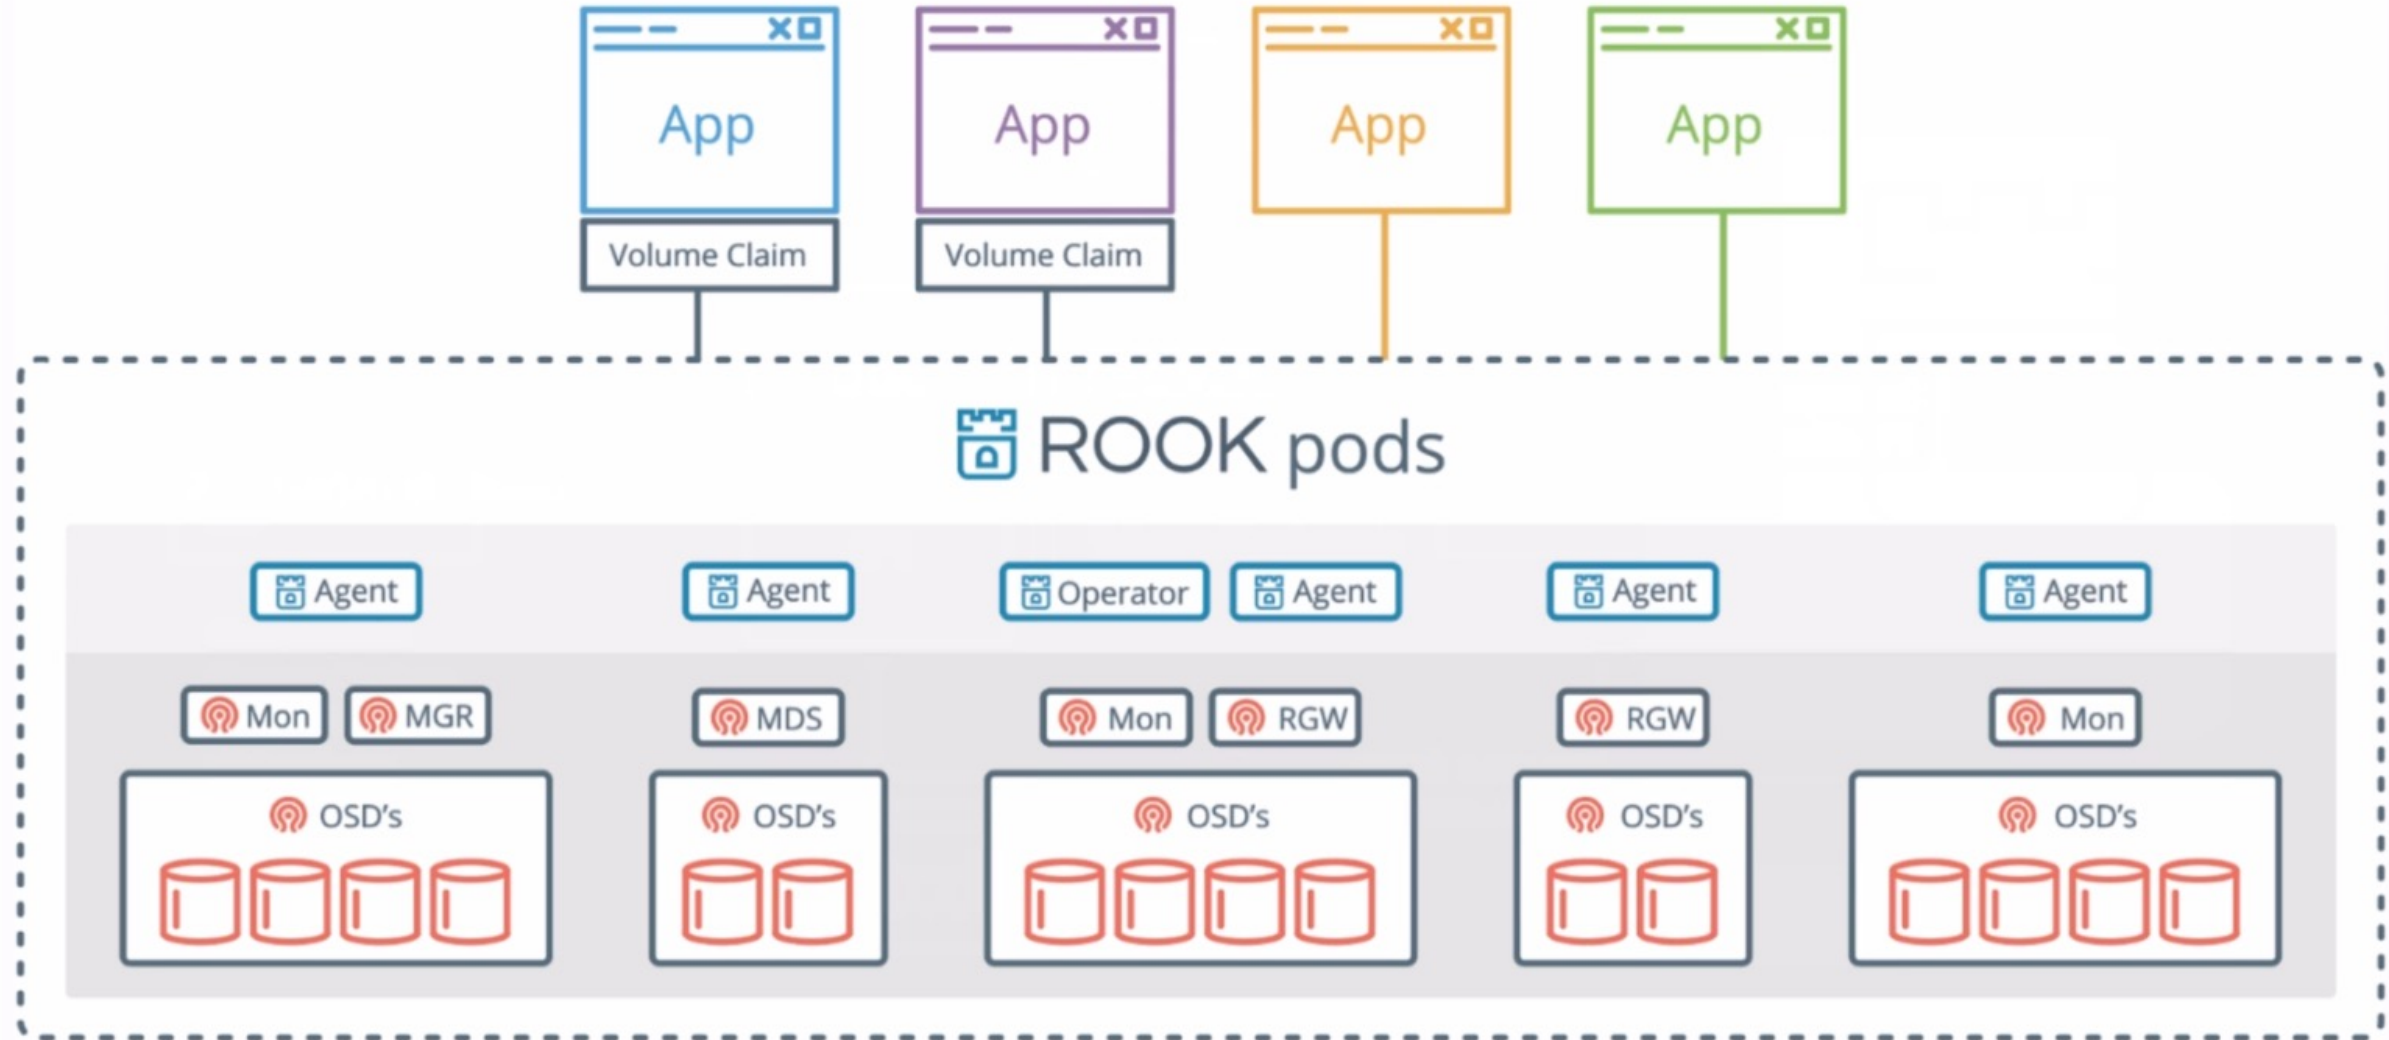 App App App App
Volume Claim Volume Claim
ROOK pods
Agent Agent Operator Agent Agent Agent
Mon MGR MDS Mon RGW RGW Mon
OSD’s OSD’s OSD’s OSD’s OSD’s